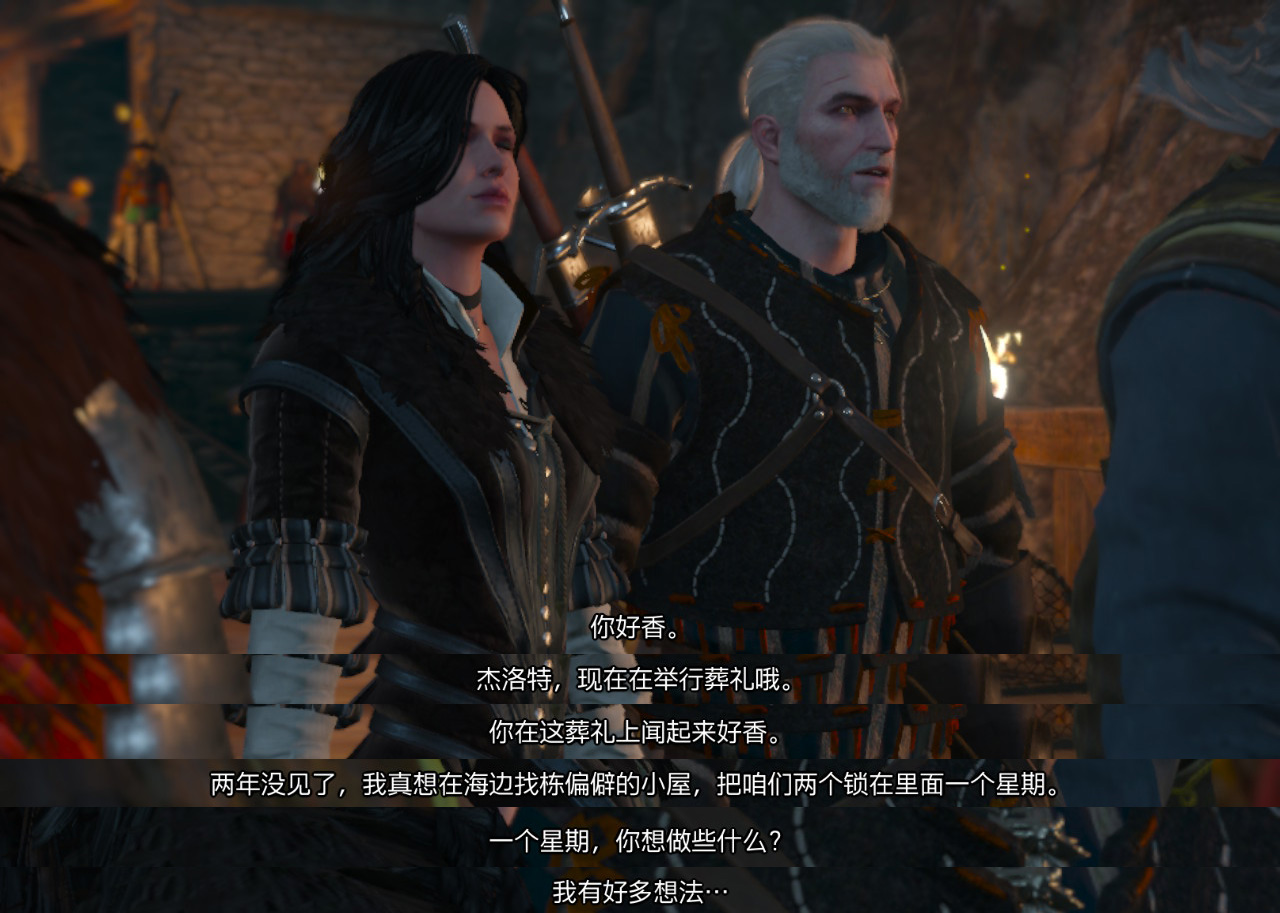 你好香。
杰洛特，现在在举行葬礼哦。
你在这葬礼上闻起来好香。
两年没见了，我真想在海边找栋偏僻的小屋，把咱们两个锁在里面一个星期。
一个星期，你想做些什么？
我有好多想法…